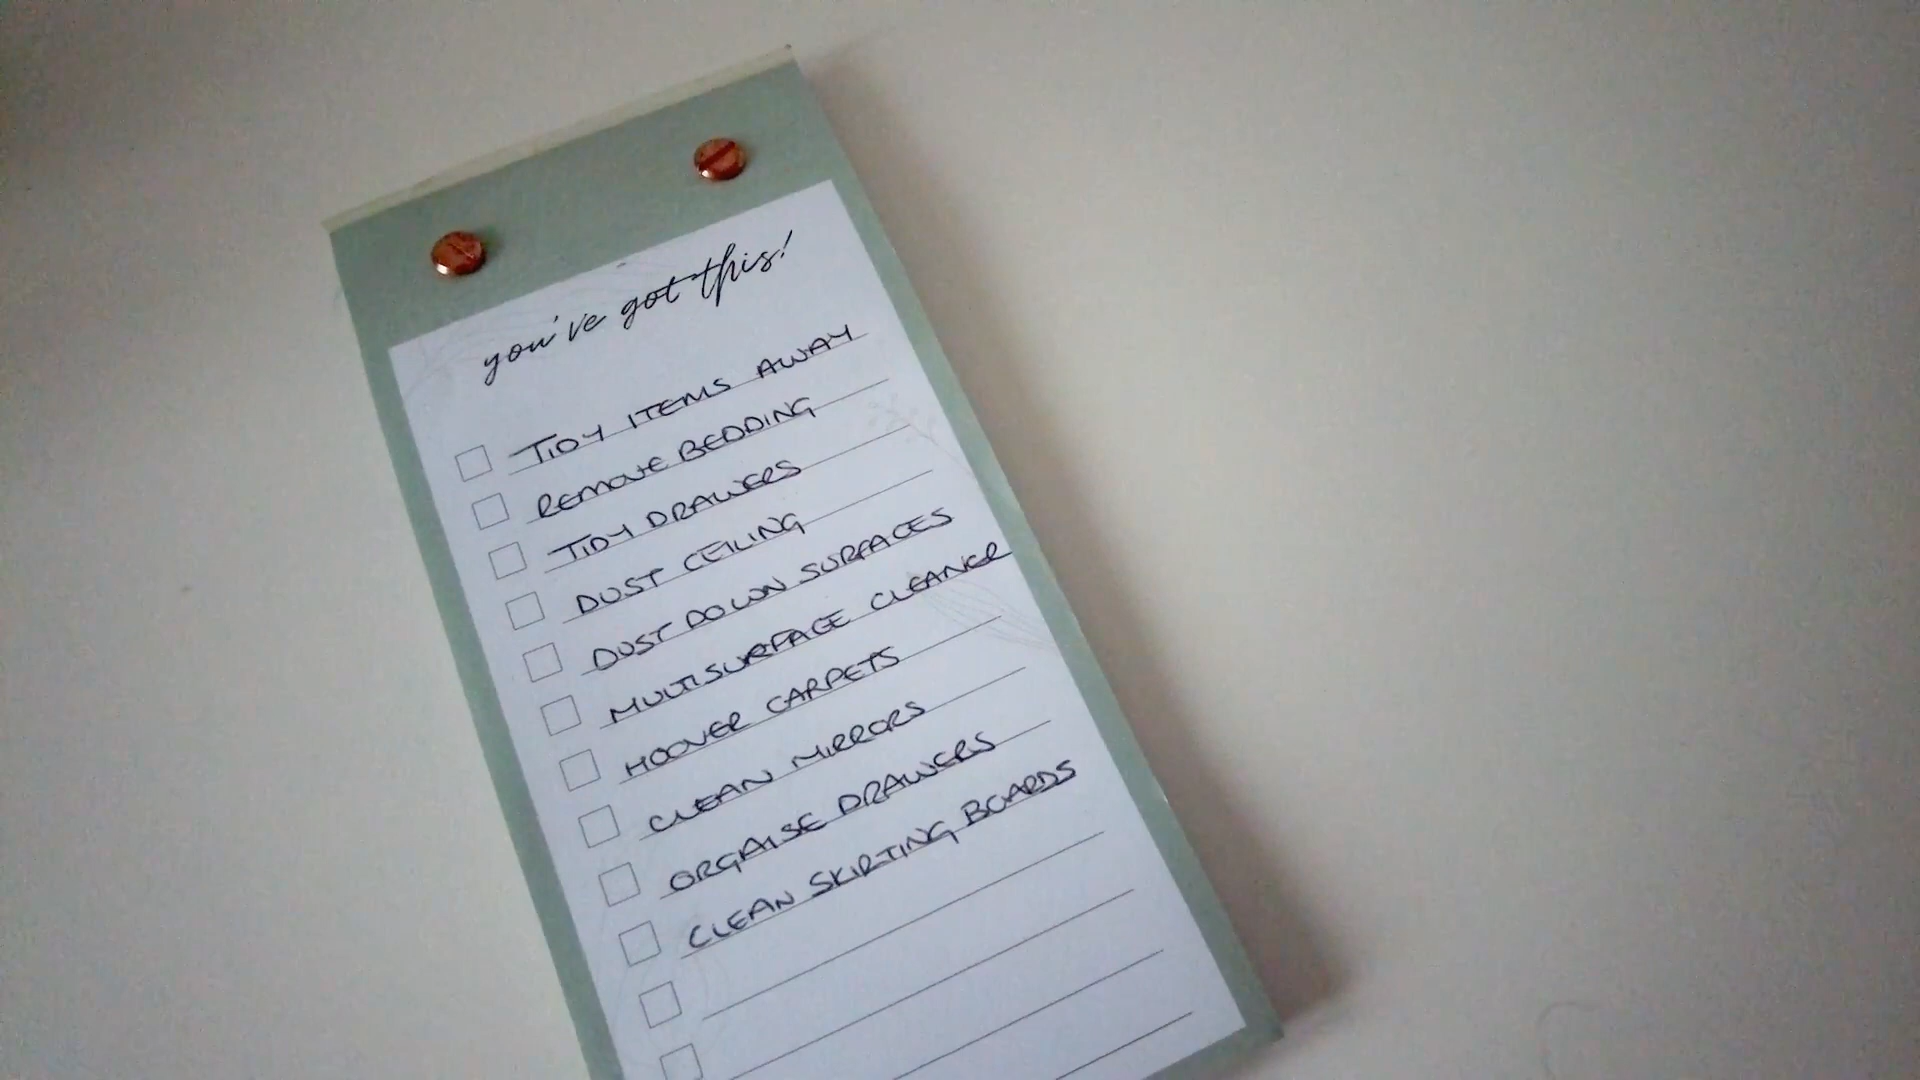 you've got this!
TIDY ITEMS AWAY
REMOVE BEDDING
TIDY DRAWERS
DUST CEILING
DUST DOWN SURFACES
MULTISURFACE CLEANER
HOOVER CARPETS
CLEAN MIRRORS
ORGAISE DRAWERS
CLEAN SKIRTING BOARDS